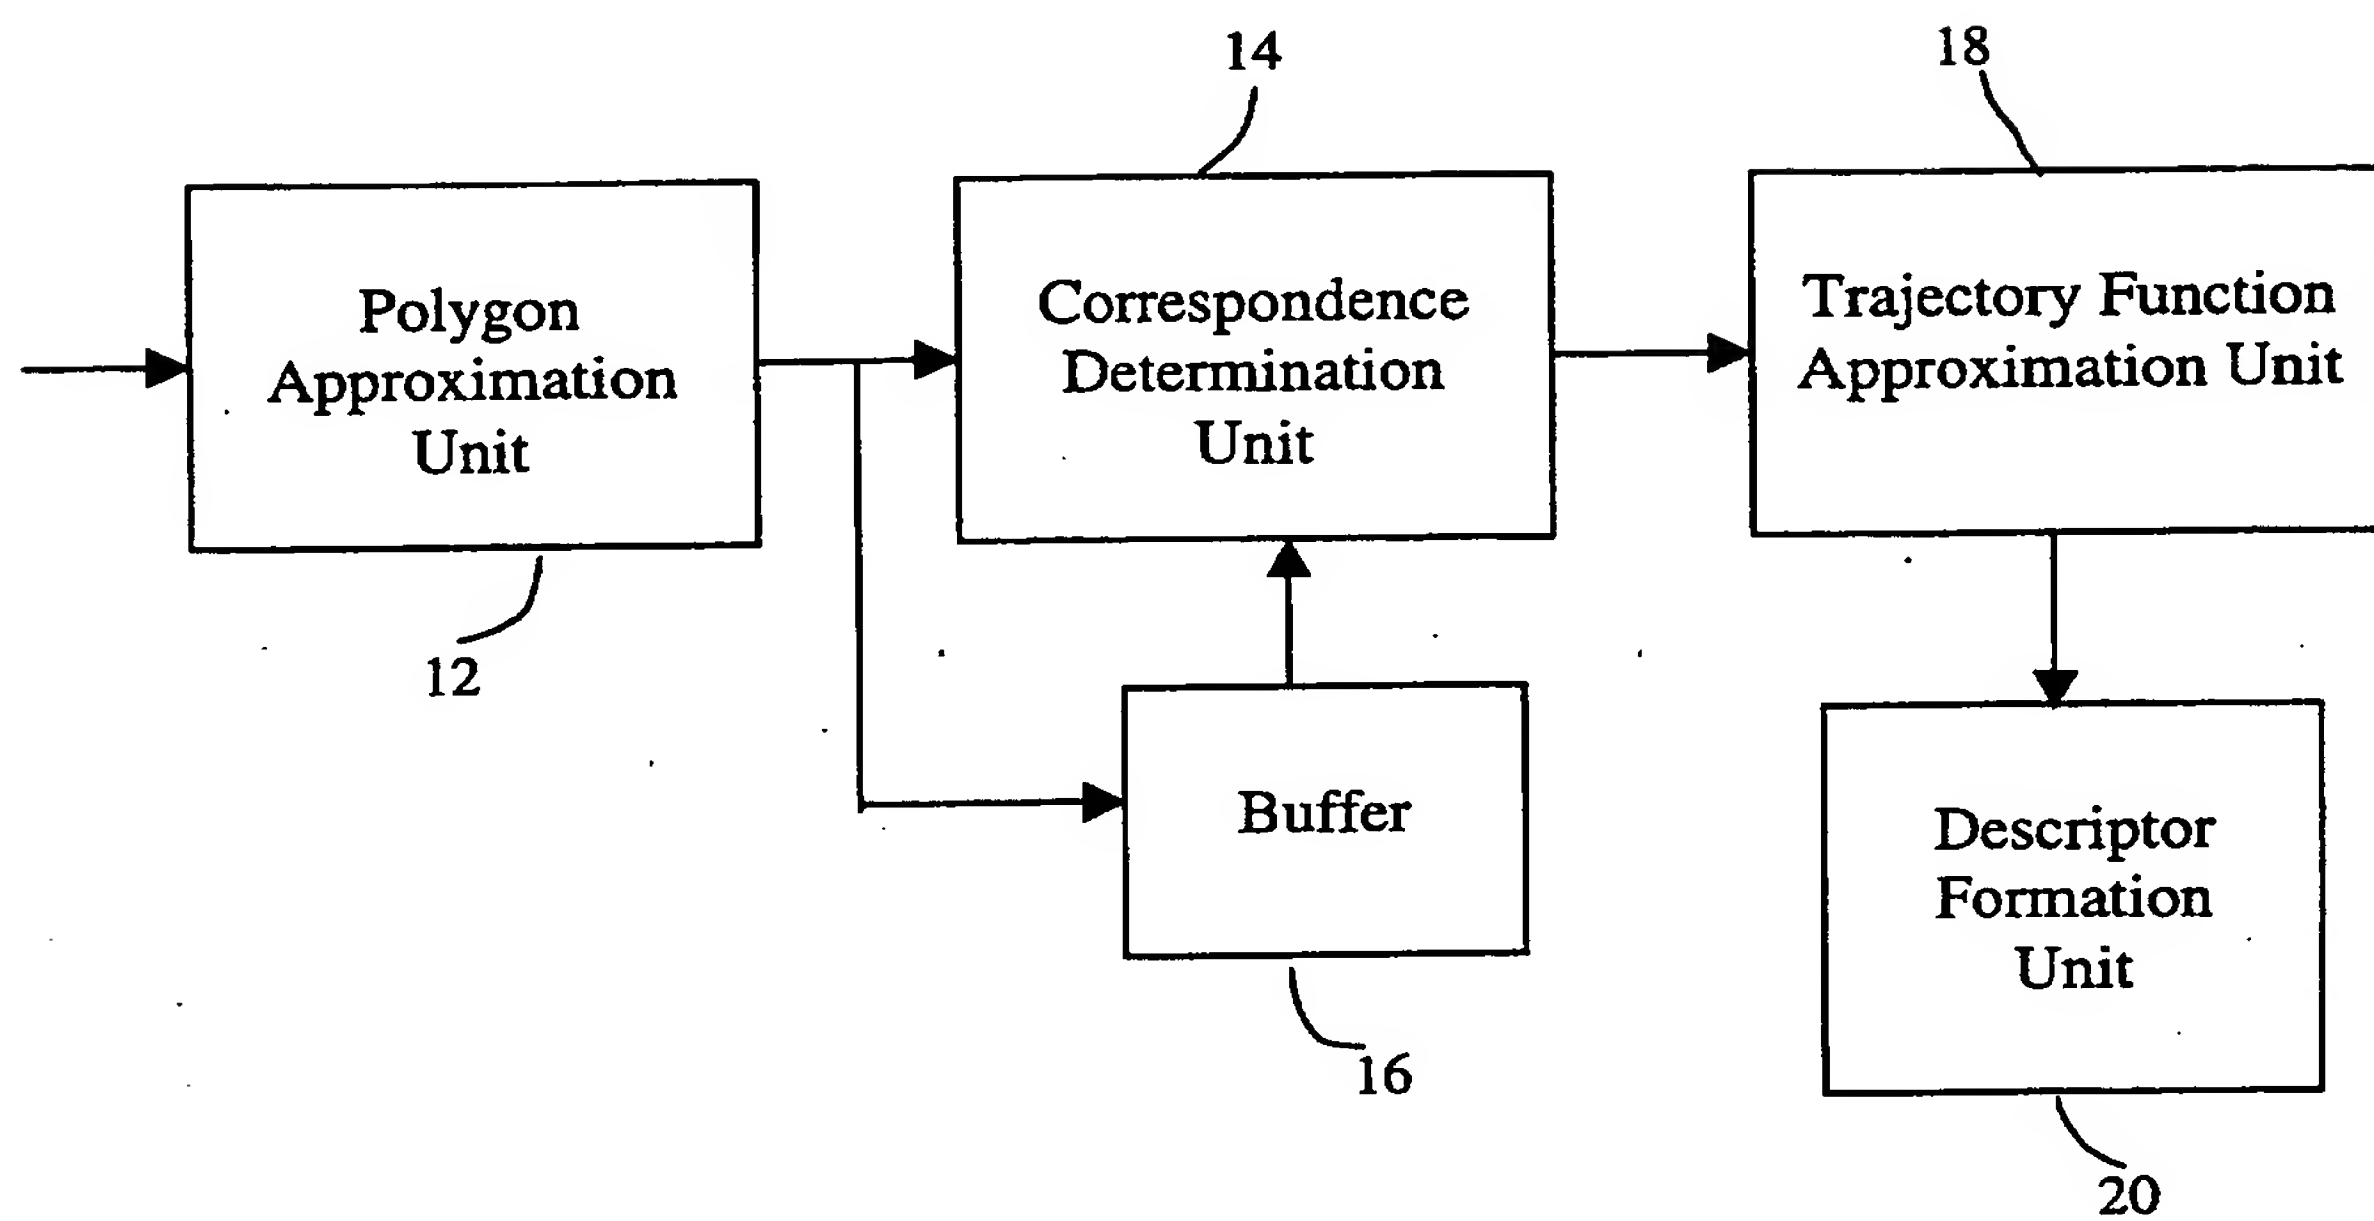 14
18
Polygon
Approximation
Unit
Correspondence
Determination
Unit
Trajectory Function
Approximation Unit
12
Buffer
Descriptor
Formation
Unit
16
20